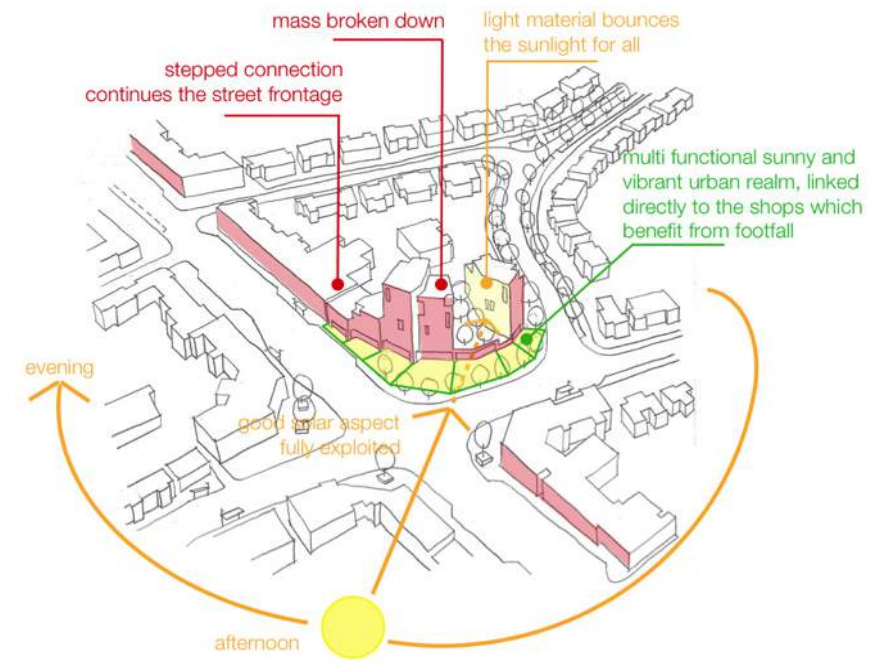 mass broken down
light material bounces
the sunlight for all
stepped connection
continues the street frontage
multi functional sunny and
vibrant urban realm, linked
directly to the shops which
benefit from footfall
evening
good solar aspect
fully exploited
afternoon